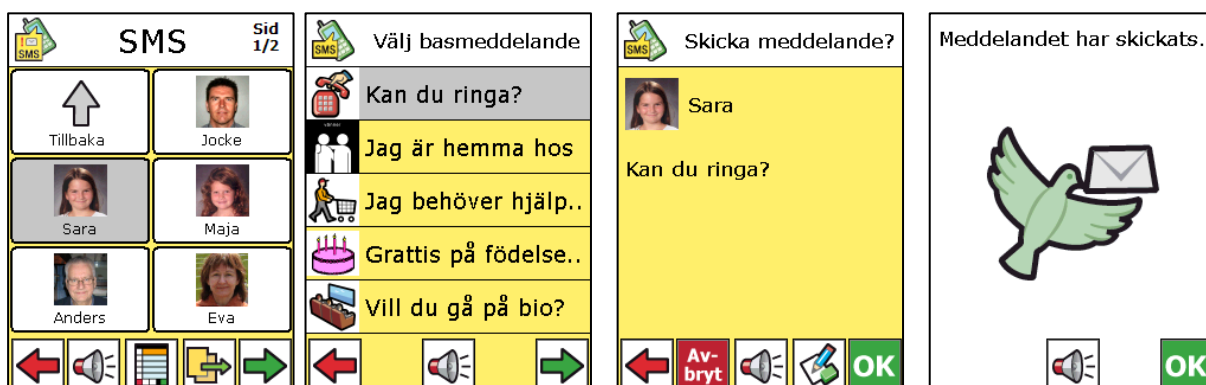 SMS
SMS
Sid
1/2
Tillbaka
Jocke
Sara
Maja
Anders
Eva
SMS
Välj basmeddelande
Kan du ringa?
Jag är hemma hos
Jag behöver hjälp..
Grattis på födelse..
Vill du gå på bio?
SMS
Skicka meddelande?
Sara
Kan du ringa?
Av-
bryt
OK
Meddelandet har skickats.
OK